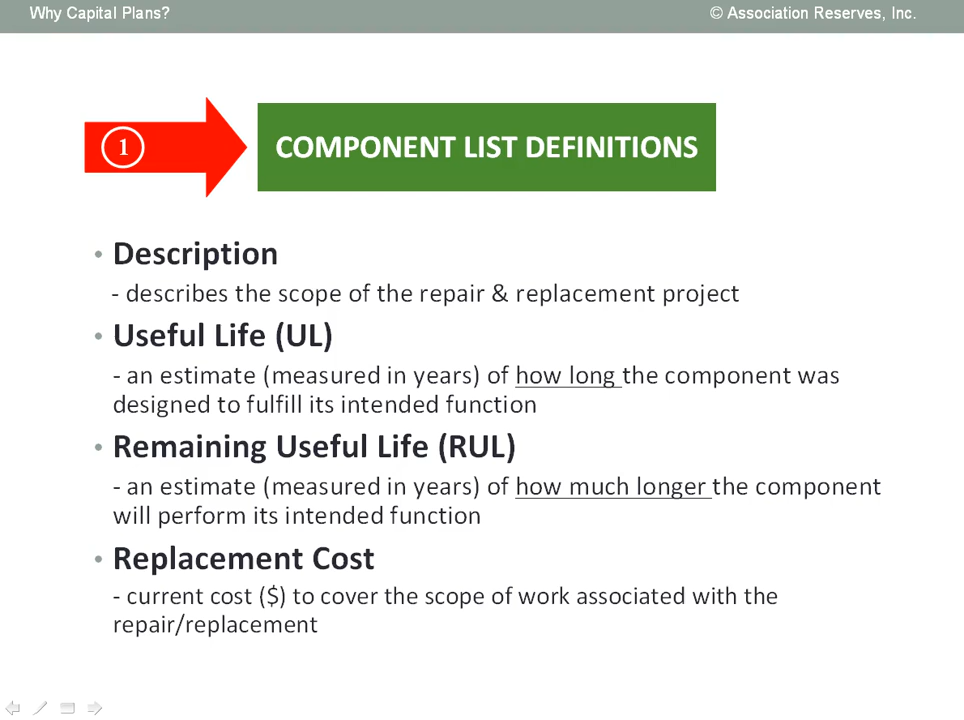 Why Capital Plans?
© Association Reserves, Inc.
1
COMPONENT LIST DEFINITIONS
• Description
- describes the scope of the repair & replacement project
• Useful Life (UL)
- an estimate (measured in years) of how long the component was
designed to fulfill its intended function
• Remaining Useful Life (RUL)
- an estimate (measured in years) of how much longer the component
will perform its intended function
• Replacement Cost
- current cost ($) to cover the scope of work associated with the
repair/replacement